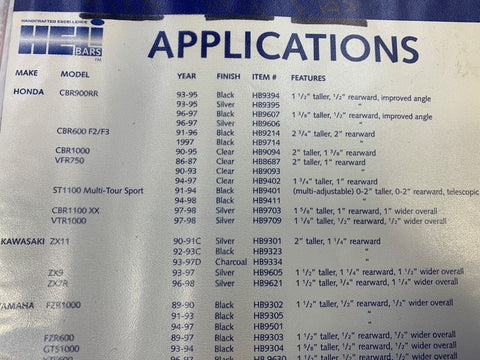 HANDCRAFTED EXCELLENCE
HELI
BARS
TM
APPLICATIONS
MAKE MODEL YEAR FINISH ITEM # FEATURES
HONDA CBR900RR 93-95 Black HB9394 1 1/2" taller, 1/2" rearward, improved angle
93-95 Silver HB9395 "
96-97 Black HB9607 1 3/8" taller, 1/2" rearward, improved angle
96-97 Silver HB9606 "
CBR600 F2/F3 91-96 Black HB9214 2 3/4" taller, 2" rearward
1997 Black HB9714 "
CBR1000 90-95 Clear HB9094 2" taller, 1" rearward
VFR750 86-87 Clear HB8687 2" taller, 1" rearward
90-93 Clear HB9093 "
94-97 Clear HB9402 1 3/4" taller, 1" rearward
ST1100 Multi-Tour Sport 91-94 Black HB9401 (multi-adjustable) 0-2" taller, 0-2" rearward, telescopic
94-98 Black HB9411 "
CBR1100 XX 97-98 Silver HB9703 1 5/8" taller, 1" rearward, 1" wider overall
VTR1000 97-98 Silver HB9709 1 1/2" taller, 1" rearward, 1/2" wider overall
KAWASAKI ZX11 90-91C Silver HB9301 2" taller, 1 1/4" rearward
92-93C Black HB9323 "
93-97D Charcoal HB9334 "
ZX9 93-97 Silver HB9605 1 1/2" taller, 1 3/4" rearward, 1 1/2" wider overall
ZX7R 96-98 Silver HB9621 1 1/2" taller, 3/4" rearward, 1 1/4" wider overall
YAMAHA FZR1000 89-90 Black HB9302 1 1/2" taller, 1" rearward, 1/2" wider overall
91-93 Black HB9305 "
94-95 Black HB9501 "
FZR600 89-97 Black HB9303 1 1/2" taller, 1" rearward, 1/2" wider overall
GTS1000 93-94 Black HB9304 1 1/2" taller, 1" rearward, 1/2" wider overall
96-97 Black HB 9630 wider overall